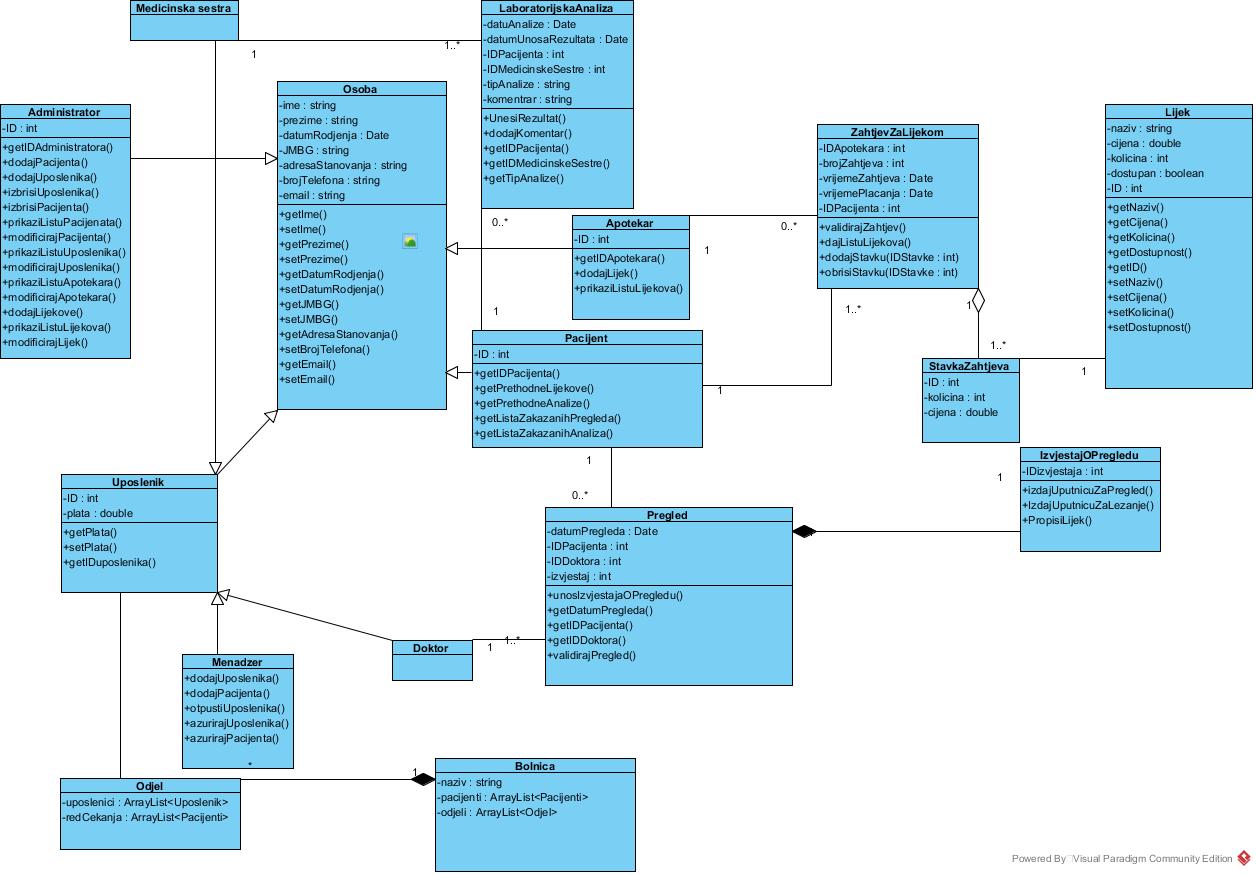 Medicinska sestra
1
1..*
LaboratorijskaAnaliza
-datuAnalize : Date
-datumUnosaRezultata : Date
-IDPacijenta : int
-IDMedicinskeSestre : int
-tipAnalize : string
-komentrar : string
+UnesiRezultat()
+dodajKomentar()
+getIDPacijenta()
+getIDMedicinskeSestre()
+getTipAnalize()
Osoba
-ime : string
-prezime : string
-datumRodjenja : Date
-JMBG : string
-adresaStanovanja : string
-brojTelefona : string
-email : string
+getIme()
+setIme()
+getPrezime()
+setPrezime()
+getDatumRodjenja()
+setDatumRodjenja()
+getJMBG()
+setJMBG()
+getAdresaStanovanja()
+setBrojTelefona()
+getEmail()
+setEmail()
Administrator
-ID : int
+getIDAdministratora()
+dodajPacijenta()
+dodajUposlenika()
+izbrisiUposlenika()
+izbrisiPacijenta()
+prikaziListuPacijenata()
+modificirajPacijenta()
+prikaziListuUposlenika()
+modificirajUposlenika()
+prikaziListuApotekara()
+modificirajApotekara()
+dodajLijekove()
+prikaziListuLijekova()
+modificirajLijek()
ZahtjevZaLijekom
-IDApotekara : int
-brojZahtjeva : int
-vrijemeZahtjeva : Date
-vrijemePlacanja : Date
-IDPacijenta : int
+validirajZahtjev()
+dajListuLijekova()
+dodajStavku(IDStavke : int)
+obrisiStavku(IDStavke : int)
Lijek
-naziv : string
-cijena : double
-kolicina : int
-dostupan : boolean
-ID : int
+getNaziv()
+getCijena()
+getKolicina()
+getDostupnost()
+getID()
+setNaziv()
+setCijena()
+setKolicina()
+setDostupnost()
0..*
Apotekar
-ID : int
+getIDApotekara()
+dodajLijek()
+prikaziListuLijekova()
1
0..*
1
Pacijent
-ID : int
+getIDPacijenta()
+getPrethodneLijekove()
+getPrethodneAnalize()
+getListaZakazanihPregleda()
+getListaZakazanihAnaliza()
1
1..*
1
1..*
StavkaZahtjeva
-ID : int
-kolicina : int
-cijena : double
1
1
IzvjestajOPregledu
-IDizvjestaja : int
+izdajUputnicuZaPregled()
+IzdajUputnicuZaLezanje()
+PropisiLijek()
1
0..*
Uposlenik
-ID : int
-plata : double
+getPlata()
+setPlata()
+getIDuposlenika()
Pregled
-datumPregleda : Date
-IDPacijenta : int
-IDDoktora : int
-izvjestaj : int
+unosIzvjestajaOPregledu()
+getDatumPregleda()
+getIDPacijenta()
+getIDDoktora()
+validirajPregled()
Doktor
1
1..*
Menadzer
+dodajUposlenika()
+dodajPacijenta()
+otpustiUposlenika()
+azurirajUposlenika()
+azurirajPacijenta()
*
1
Odjel
-uposlenici : ArrayList<Uposlenik>
-redCekanja : ArrayList<Pacijenti>
Bolnica
-naziv : string
-pacijenti : ArrayList<Pacijenti>
-odjeli : ArrayList<Odjel>
Powered By Visual Paradigm Community Edition